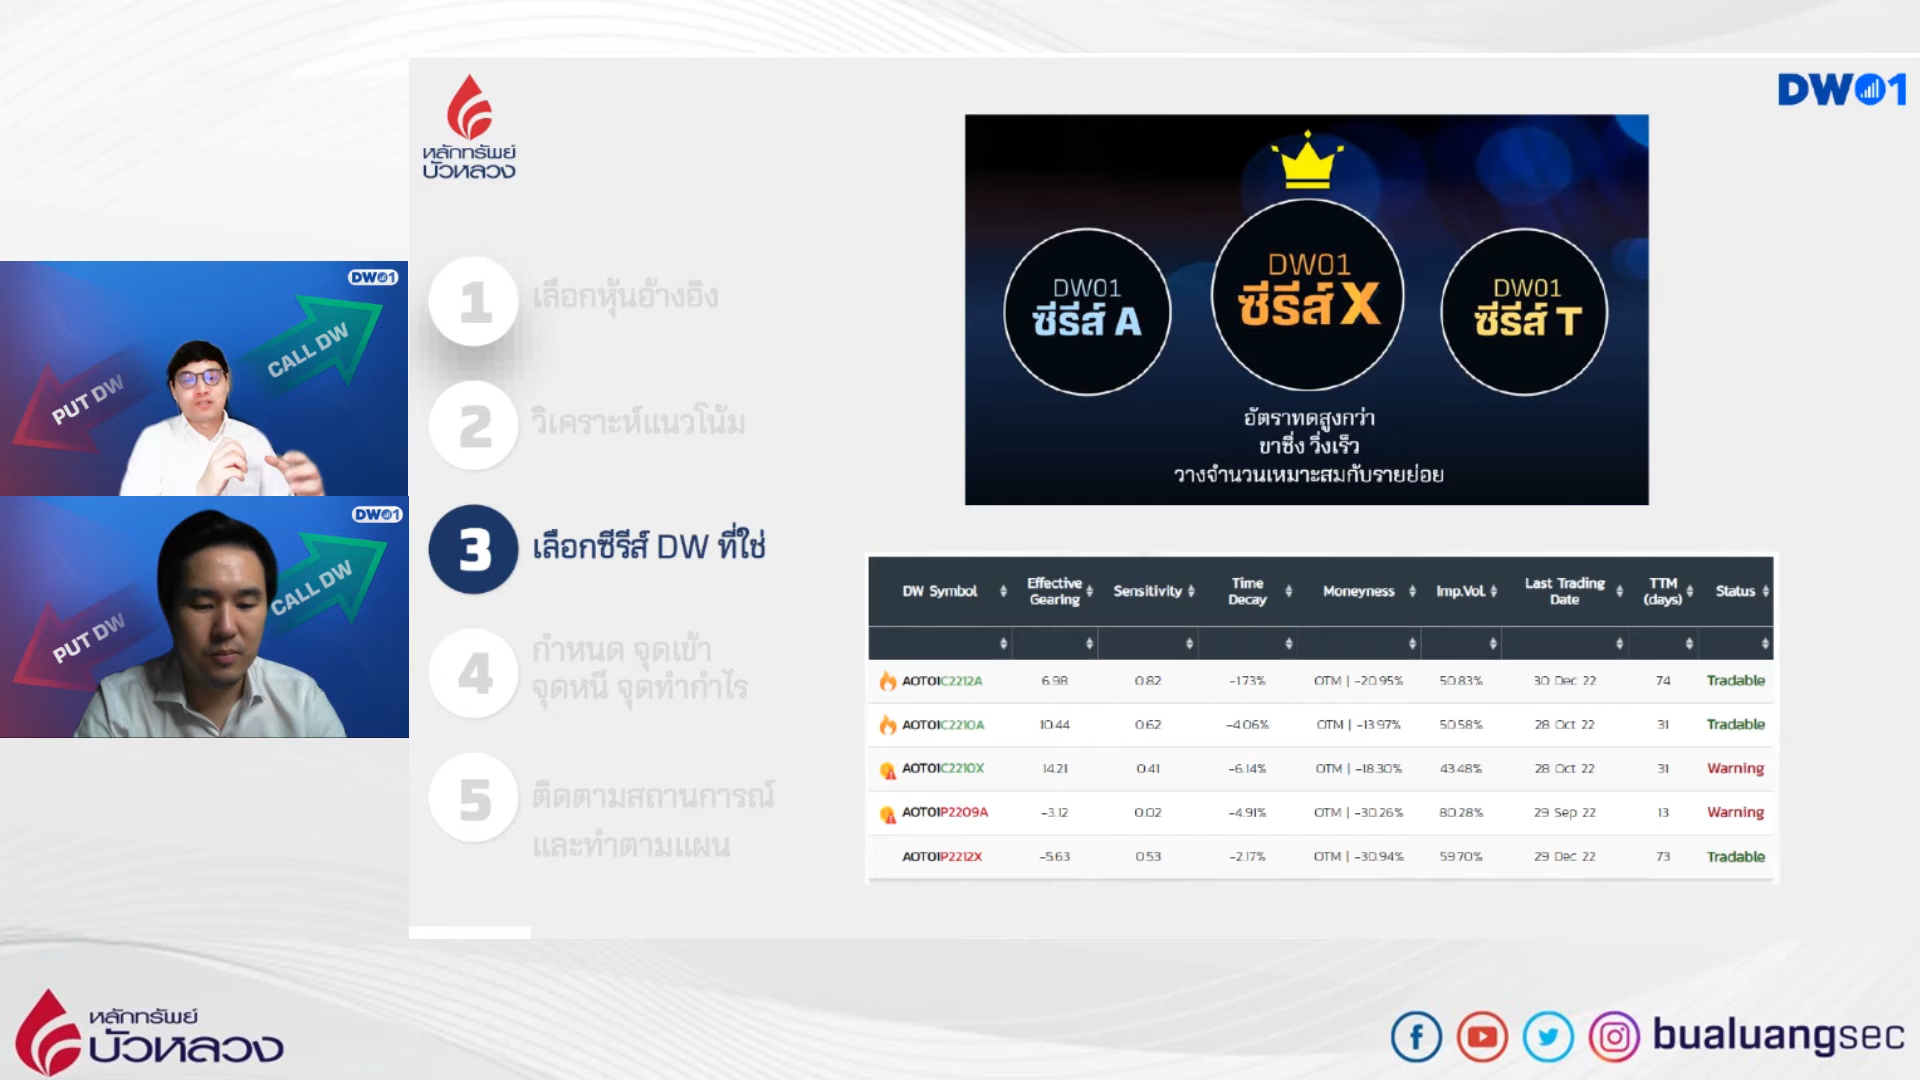 หลักทรัพย์
บัวหลวง
DW01
DW01
PUT DW
CALL DW
DW01
PUT DW
CALL DW
1 เลือกหุ้นอ้างอิง
2 วิเคราะห์แนวโน้ม
3 เลือกซีรีส์ DW ที่ใช่
4 กำหนด จุดเข้า
จุดหนี จุดทำกำไร
5 ติดตามสถานการณ์
และทำตามแผน
DW01
ซีรีส์ A
DW01
ซีรีส์ X
DW01
ซีรีส์ T
อัตราทดสูงกว่า
ขาซิ่ง วิ่งเร็ว
วางจำนวนเหมาะสมกับรายย่อย
DW Symbol Effective Gearing Sensitivity Time Decay Moneyness Imp.Vol. Last Trading Date TTM (days) Status
AOT01C2212A 6.98 0.82 -1.73% OTM | -20.95% 50.83% 30 Dec 22 74 Tradable
AOT01C2210A 10.44 0.62 -4.06% OTM | -13.97% 50.58% 28 Oct 22 31 Tradable
AOT01C2210X 14.21 0.41 -6.14% OTM | -18.30% 43.48% 28 Oct 22 31 Warning
AOT01P2209A -3.12 0.02 -4.91% OTM | -30.26% 80.28% 29 Sep 22 13 Warning
AOT01P2212X -5.63 0.53 -2.17% OTM | -30.94% 59.70% 29 Dec 22 73 Tradable
หลักทรัพย์
บัวหลวง
bualuangsec